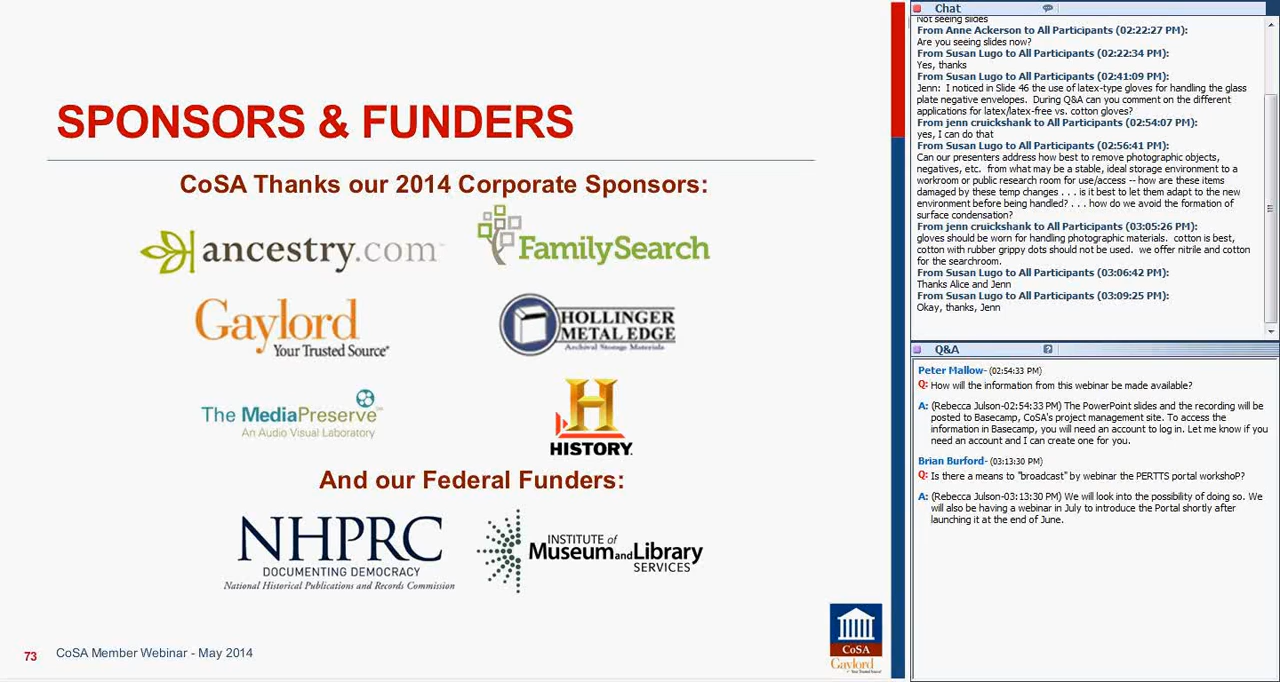 SPONSORS & FUNDERS
CoSA Thanks our 2014 Corporate Sponsors:
ancestry.com
FamilySearch
Gaylord
Your Trusted Source®
HOLLINGER
METAL EDGE
Archival Storage Materials
The MediaPreserve
An Audio Visual Laboratory
H
HISTORY.
And our Federal Funders:
NHPRC
DOCUMENTING DEMOCRACY
National Historical Publications and Records Commission
INSTITUTE of
Museum and Library
SERVICES
CoSA
Gaylord
Your Trusted Source
73 CoSA Member Webinar - May 2014
Chat
Not seeing slides
From Anne Ackerson to All Participants (02:22:27 PM):
Are you seeing slides now?
From Susan Lugo to All Participants (02:22:34 PM):
Yes, thanks
From Susan Lugo to All Participants (02:41:09 PM):
Jenn: I noticed in Slide 46 the use of latex-type gloves for handling the glass
plate negative envelopes. During Q&A can you comment on the different
applications for latex/latex-free vs. cotton gloves?
From jenn cruickshank to All Participants (02:54:07 PM):
yes, I can do that
From Susan Lugo to All Participants (02:56:41 PM):
Can our presenters address how best to remove photographic objects,
negatives, etc. from what may be a stable, ideal storage environment to a
workroom or public research room for use/access -- how are these items
damaged by these temp changes . . . is it best to let them adapt to the new
environment before being handled? . . . how do we avoid the formation of
surface condensation?
From jenn cruickshank to All Participants (03:05:26 PM):
gloves should be worn for handling photographic materials. cotton is best,
cotton with rubber grippy dots should not be used. we offer nitrile and cotton
for the searchroom.
From Susan Lugo to All Participants (03:06:42 PM):
Thanks Alice and Jenn
From Susan Lugo to All Participants (03:09:25 PM):
Okay, thanks, Jenn
Q&A
Peter Mallow- (02:54:33 PM)
Q: How will the information from this webinar be made available?
A: (Rebecca Julson-02:54:33 PM) The PowerPoint slides and the recording will be
posted to Basecamp, CoSA's project management site. To access the
information in Basecamp, you will need an account to log in. Let me know if you
need an account and I can create one for you.
Brian Burford- (03:13:30 PM)
Q: Is there a means to "broadcast" by webinar the PERTTS portal workshoP?
A: (Rebecca Julson-03:13:30 PM) We will look into the possibility of doing so. We
will also be having a webinar in July to introduce the Portal shortly after
launching it at the end of June.